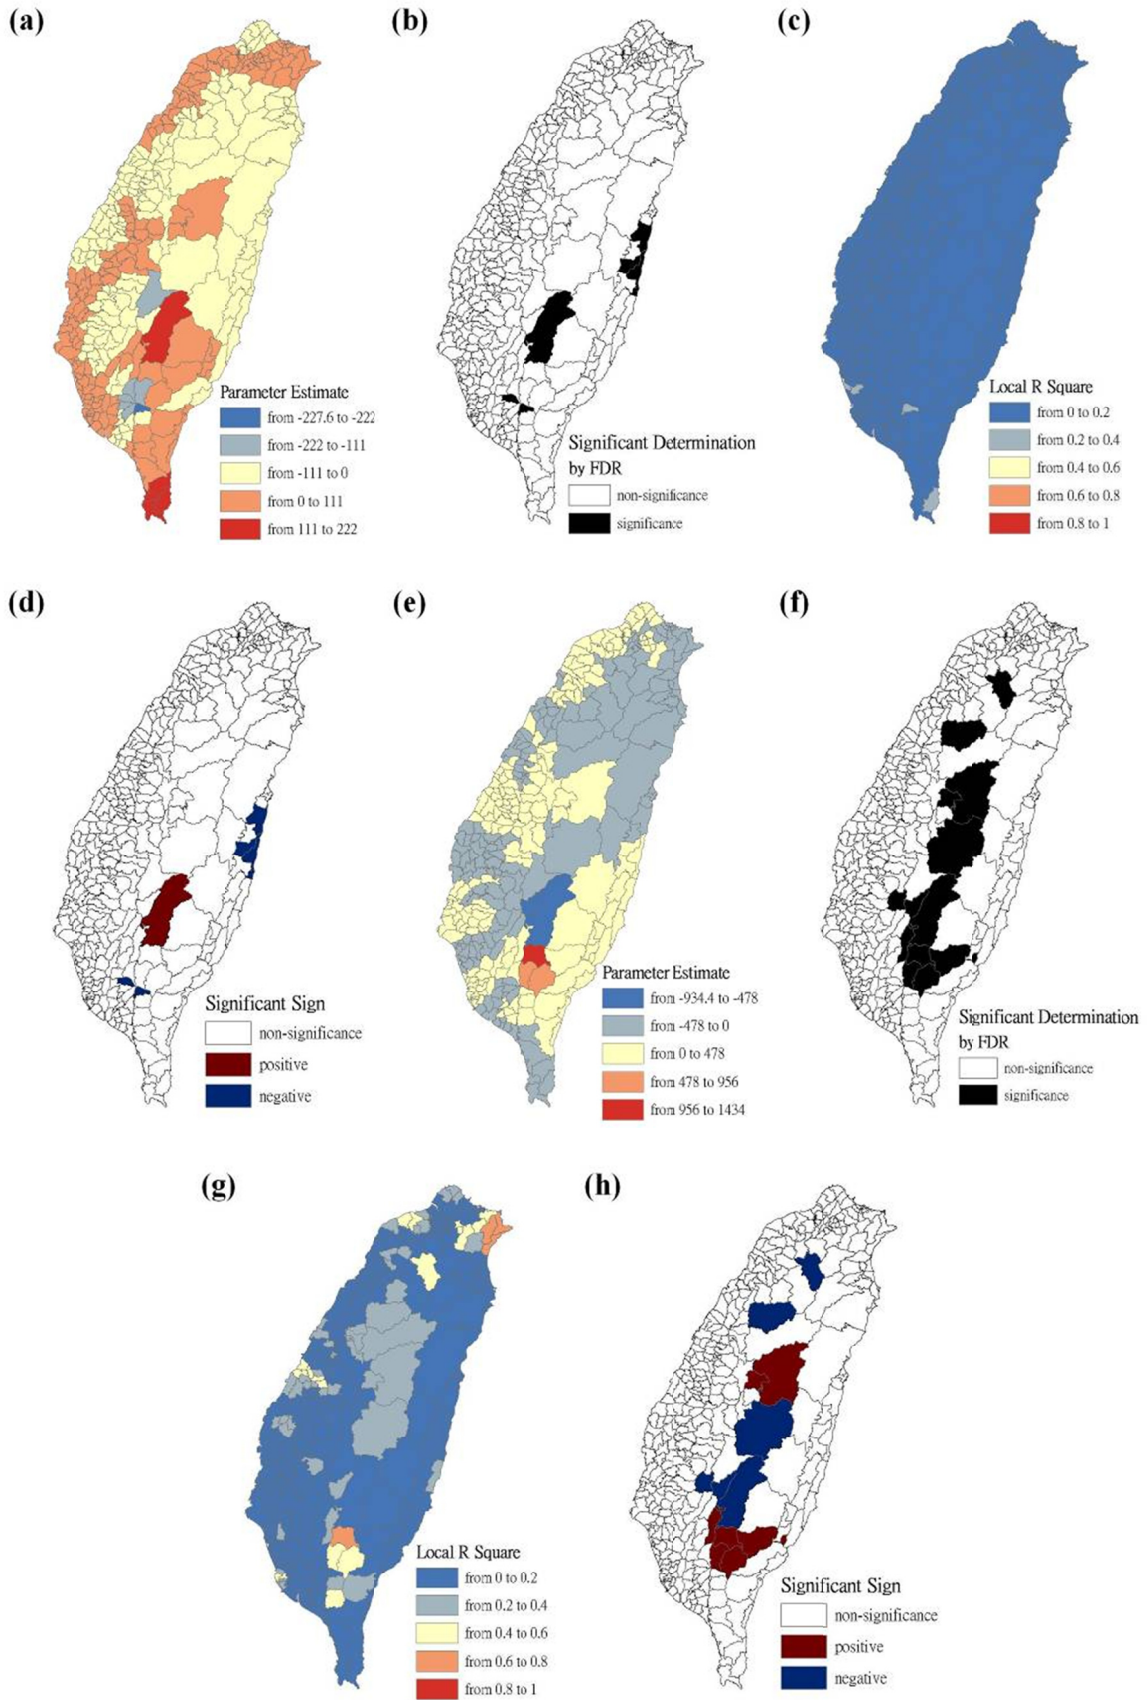 (a)
Parameter Estimate
from -227.6 to -222
from -222 to -111
from -111 to 0
from 0 to 111
from 111 to 222
(b)
Significant Determination
by FDR
non-significance
significance
(c)
Local R Square
from 0 to 0.2
from 0.2 to 0.4
from 0.4 to 0.6
from 0.6 to 0.8
from 0.8 to 1
(d)
Significant Sign
non-significance
positive
negative
(e)
Parameter Estimate
from -934.4 to -478
from -478 to 0
from 0 to 478
from 478 to 956
from 956 to 1434
(f)
Significant Determination
by FDR
non-significance
significance
(g)
Local R Square
from 0 to 0.2
from 0.2 to 0.4
from 0.4 to 0.6
from 0.6 to 0.8
from 0.8 to 1
(h)
Significant Sign
non-significance
positive
negative